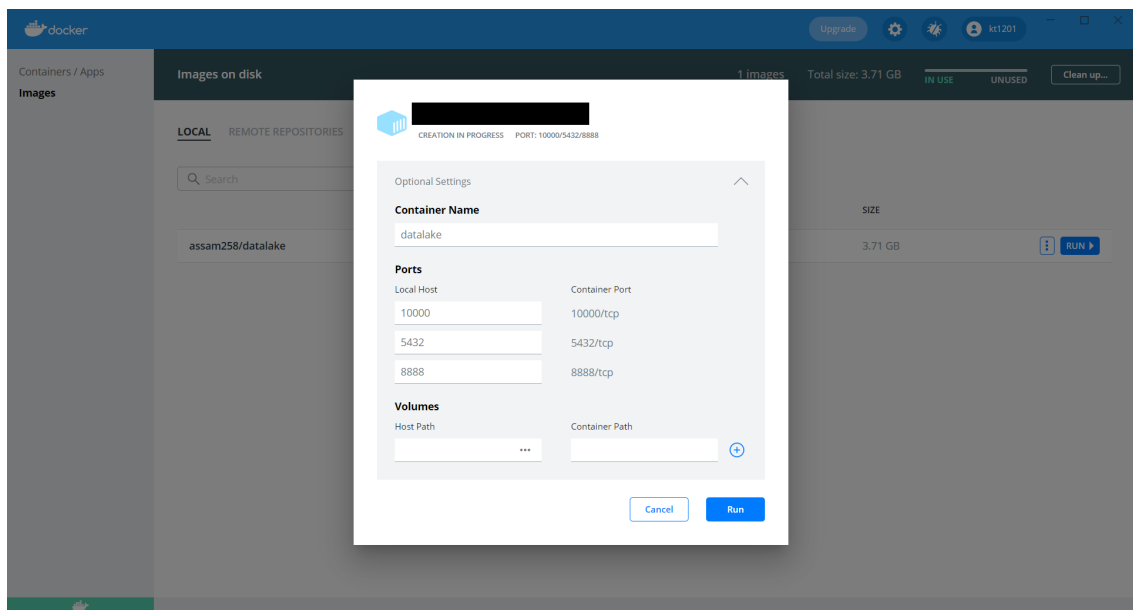 docker
Upgrade
kt1201
Containers / Apps
Images
Images on disk
1 images
Total size: 3.71 GB
IN USE
UNUSED
Clean up...
LOCAL
REMOTE REPOSITORIES
Search
SIZE
assam258/datalake
3.71 GB
RUN
CREATION IN PROGRESS PORT: 10000/5432/8888
Optional Settings
Container Name
datalake
Ports
Local Host
Container Port
10000
10000/tcp
5432
5432/tcp
8888
8888/tcp
Volumes
Host Path
Container Path
Cancel
Run